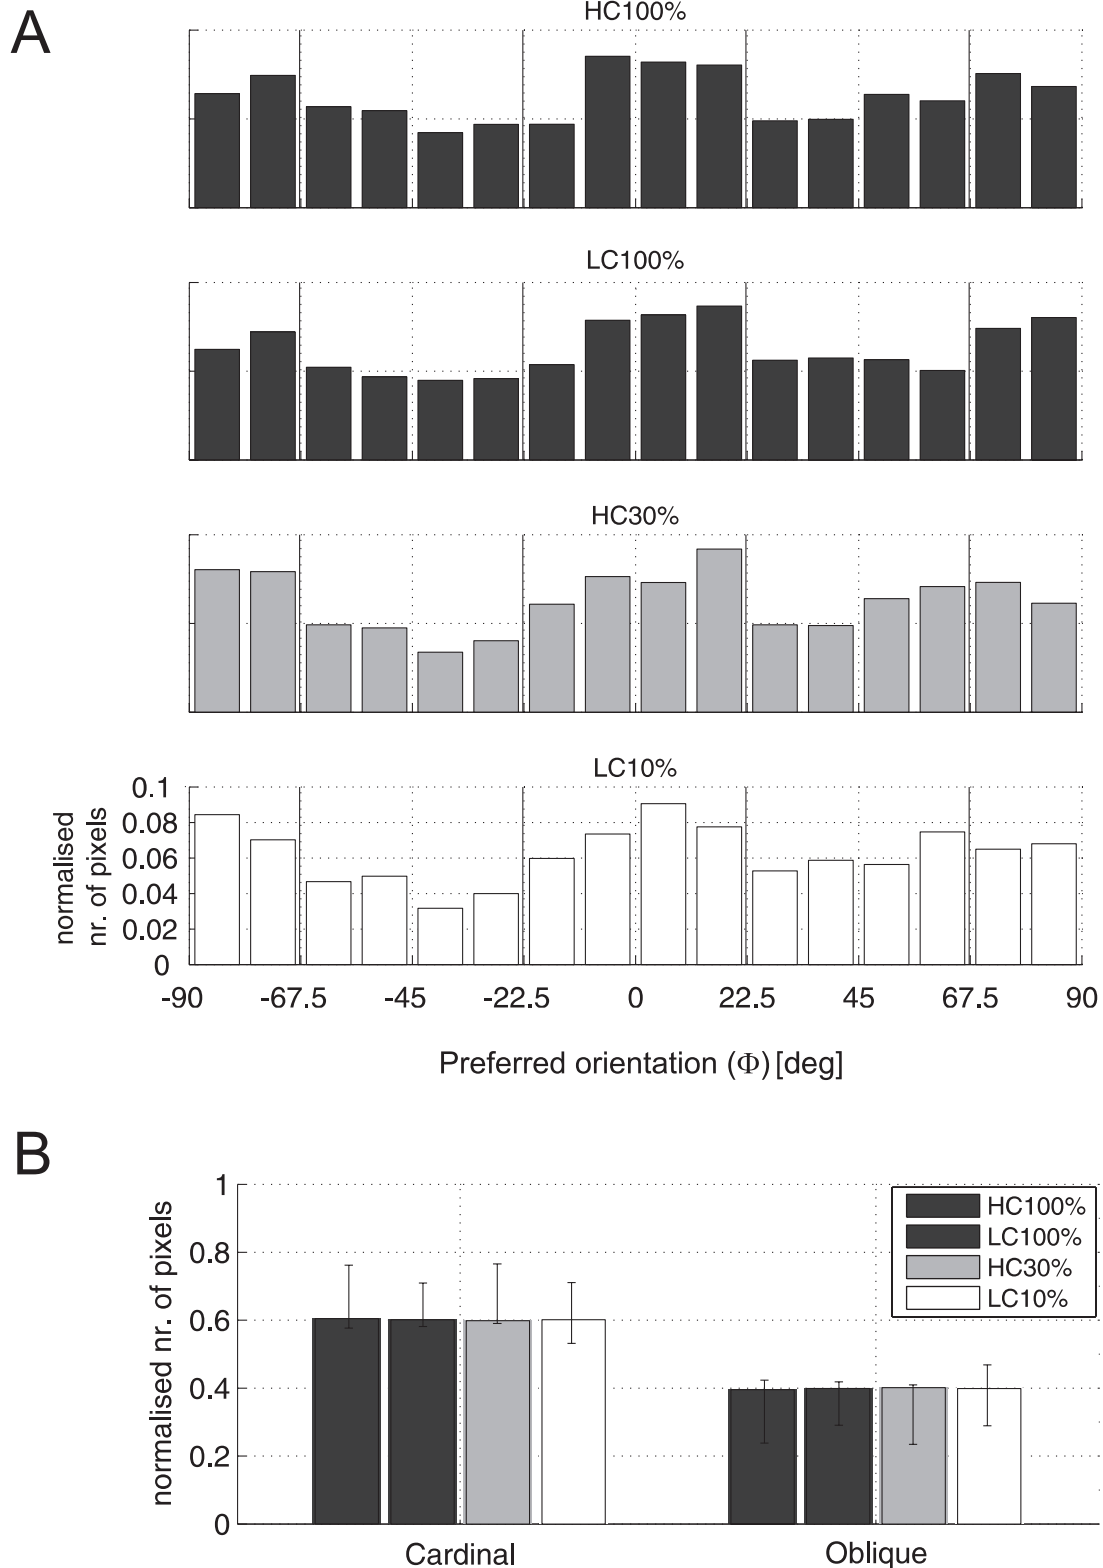 A
HC100%
LC100%
HC30%
LC10%
normalised
nr. of pixels
0.1
0.08
0.06
0.04
0.02
0
-90 -67.5 -45 -22.5 0 22.5 45 67.5 90
Preferred orientation (Φ) [deg]
B
normalised nr. of pixels
1
0.8
0.6
0.4
0.2
0
HC100%
LC100%
HC30%
LC10%
Cardinal Oblique